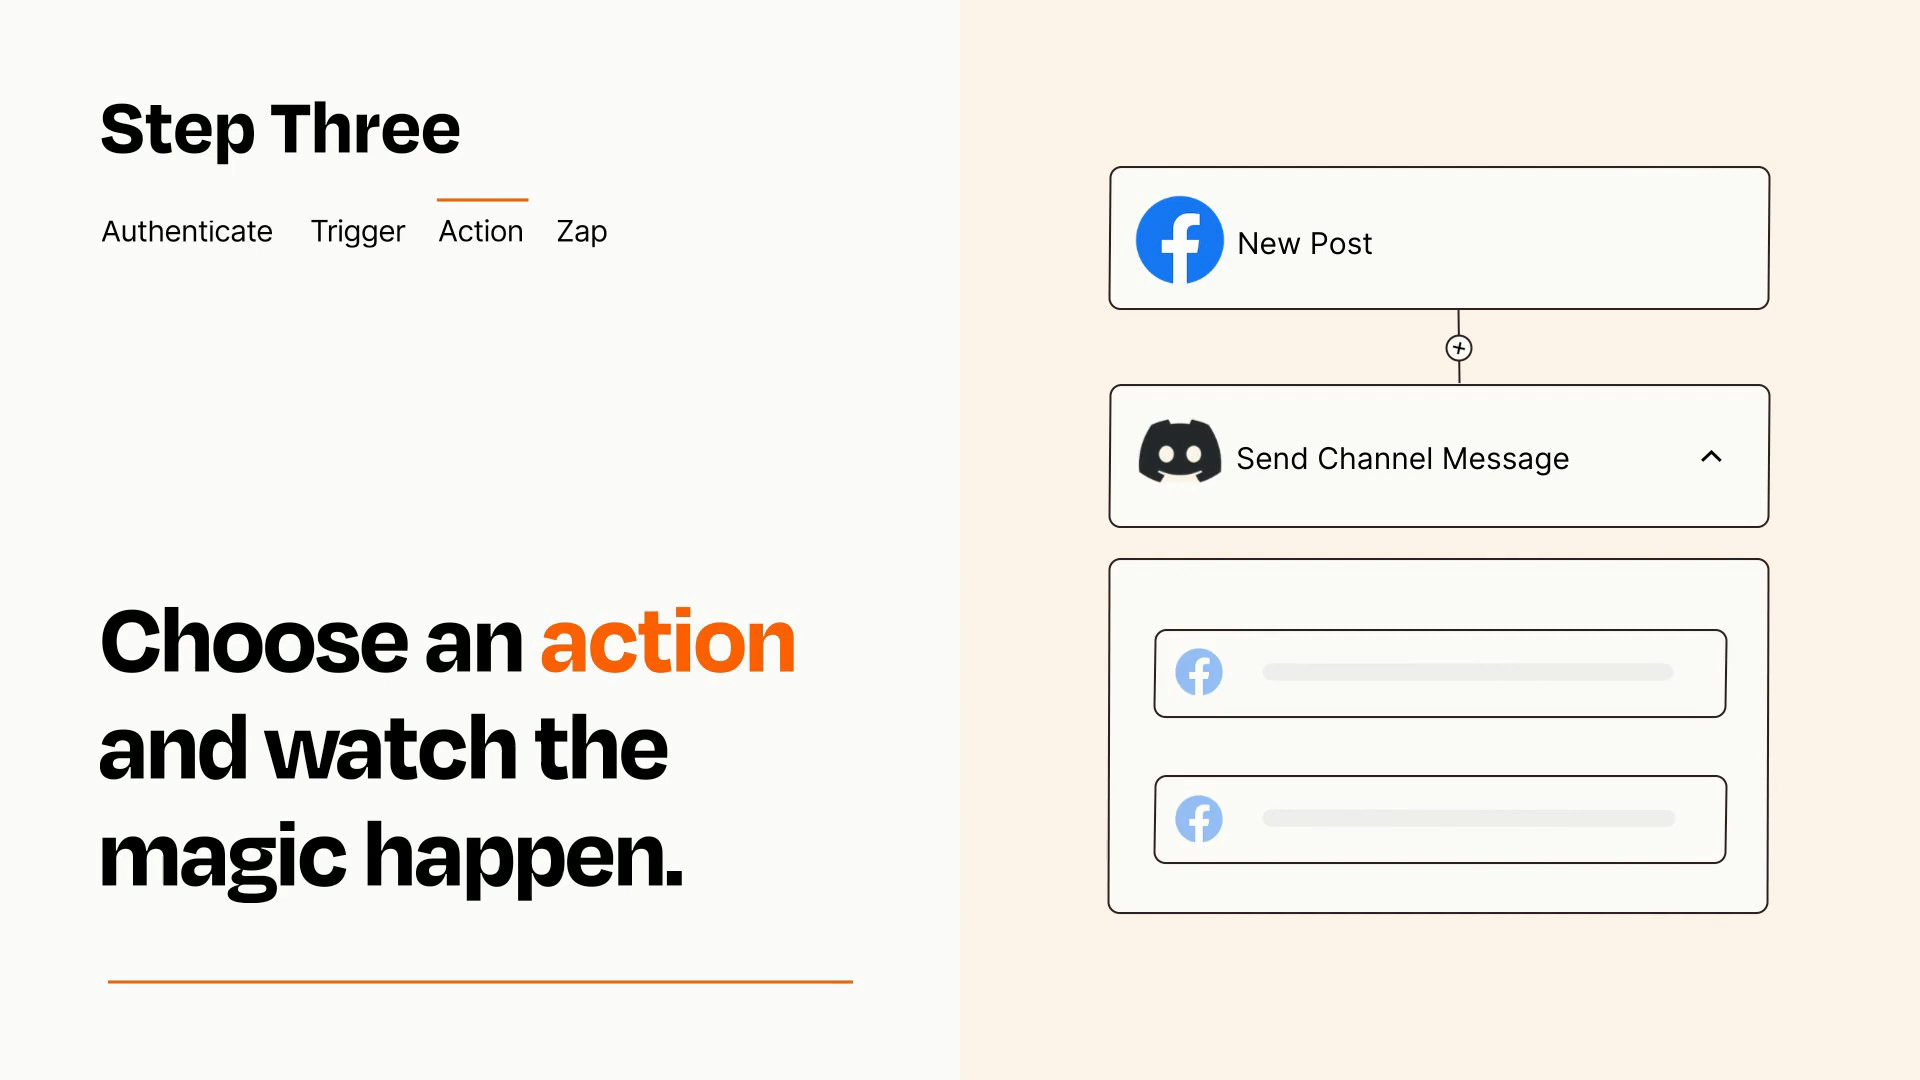 Step Three
Authenticate Trigger Action Zap
Choose an action
and watch the
magic happen.
New Post
Send Channel Message